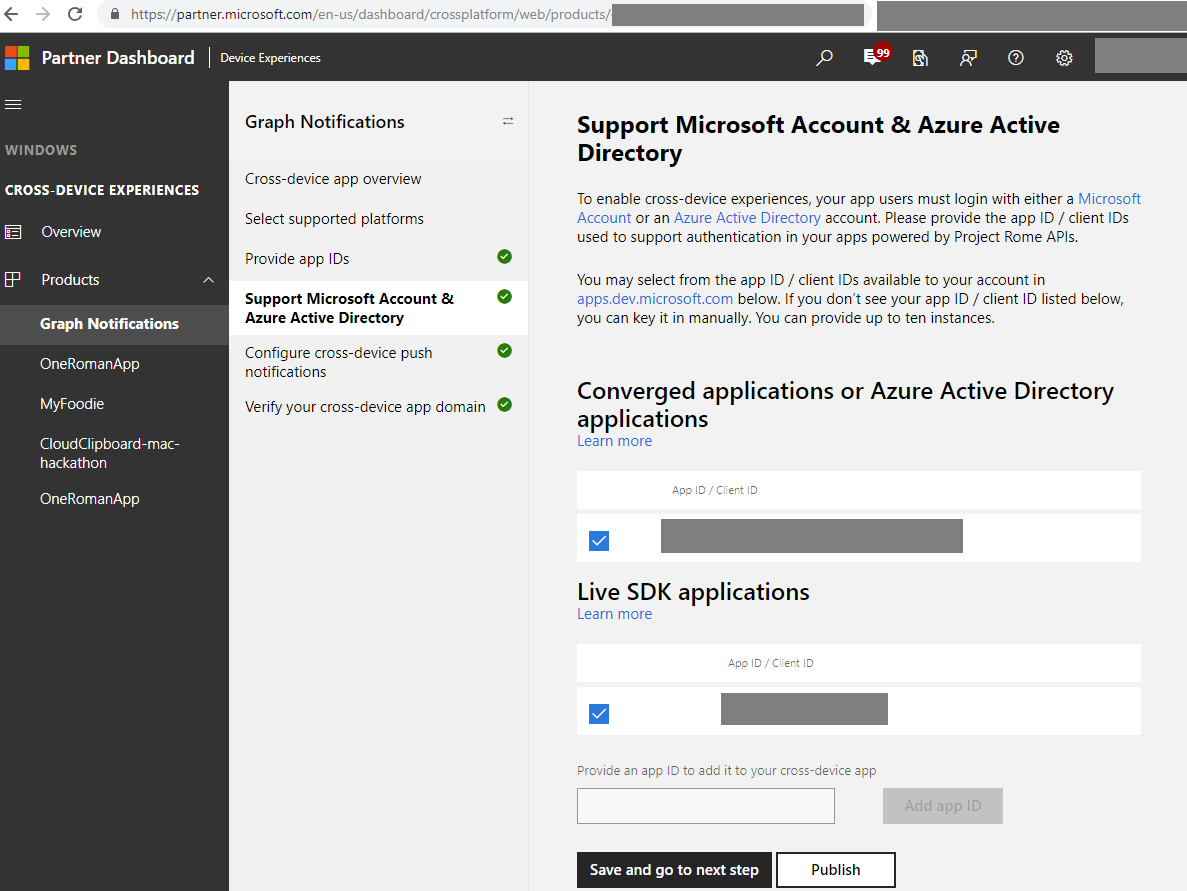 https://partner.microsoft.com/en-us/dashboard/crossplatform/web/products/
Partner Dashboard
Device Experiences
99
WINDOWS
CROSS-DEVICE EXPERIENCES
Overview
Products
Graph Notifications
OneRomanApp
MyFoodie
CloudClipboard-mac-
hackathon
OneRomanApp
Graph Notifications
Cross-device app overview
Select supported platforms
Provide app IDs
Support Microsoft Account &
Azure Active Directory
Configure cross-device push
notifications
Verify your cross-device app domain
Support Microsoft Account & Azure Active
Directory
To enable cross-device experiences, your app users must login with either a Microsoft
Account or an Azure Active Directory account. Please provide the app ID / client IDs
used to support authentication in your apps powered by Project Rome APIs.
You may select from the app ID / client IDs available to your account in
apps.dev.microsoft.com below. If you don't see your app ID / client ID listed below,
you can key it in manually. You can provide up to ten instances.
Converged applications or Azure Active Directory
applications
Learn more
App ID / Client ID
Live SDK applications
Learn more
App ID / Client ID
Provide an app ID to add it to your cross-device app
Add app ID
Save and go to next step
Publish